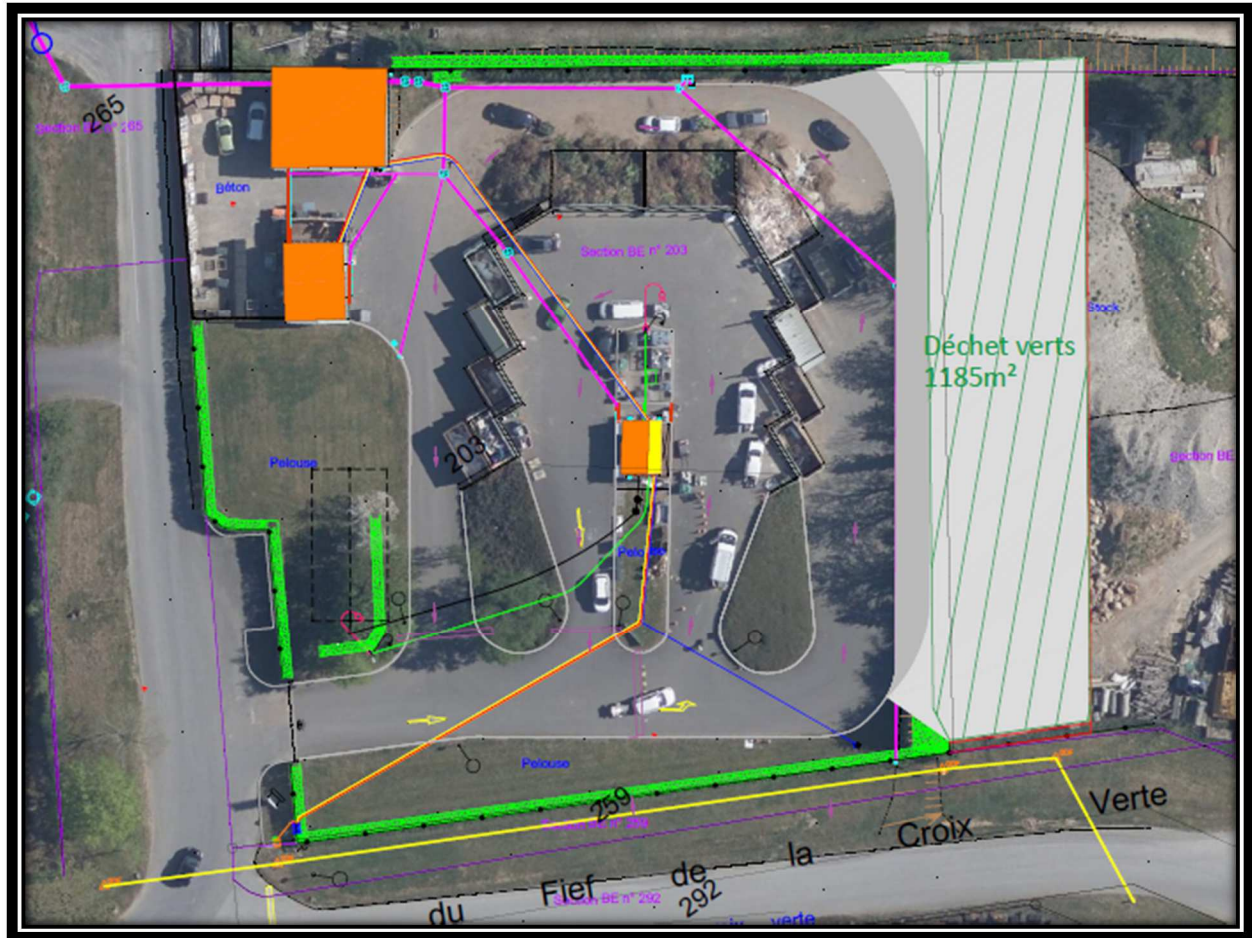 265
Section BE n° 265
Béton
Section BE n° 203
Stock
Déchet verts
1185m²
203
Pelouse
Section BE
Pelouse
Pelouse
259
du Fief de la Croix Verte
Section BE n° 292
292
verte